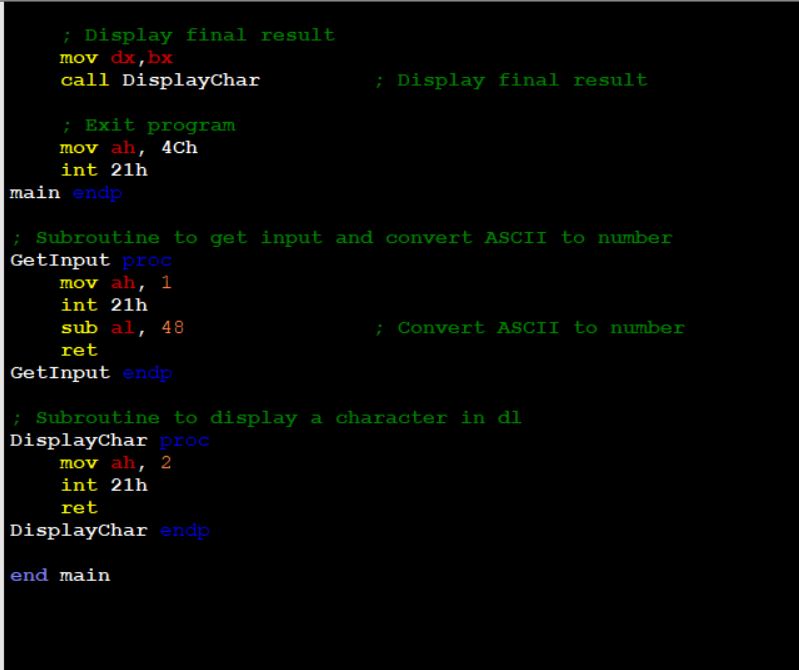 ; Display final result
mov dx,bx
call DisplayChar ; Display final result
; Exit program
mov ah, 4Ch
int 21h
main endp
; Subroutine to get input and convert ASCII to number
GetInput proc
mov ah, 1
int 21h
sub al, 48 ; Convert ASCII to number
ret
GetInput endp
; Subroutine to display a character in dl
DisplayChar proc
mov ah, 2
int 21h
ret
DisplayChar endp
end main